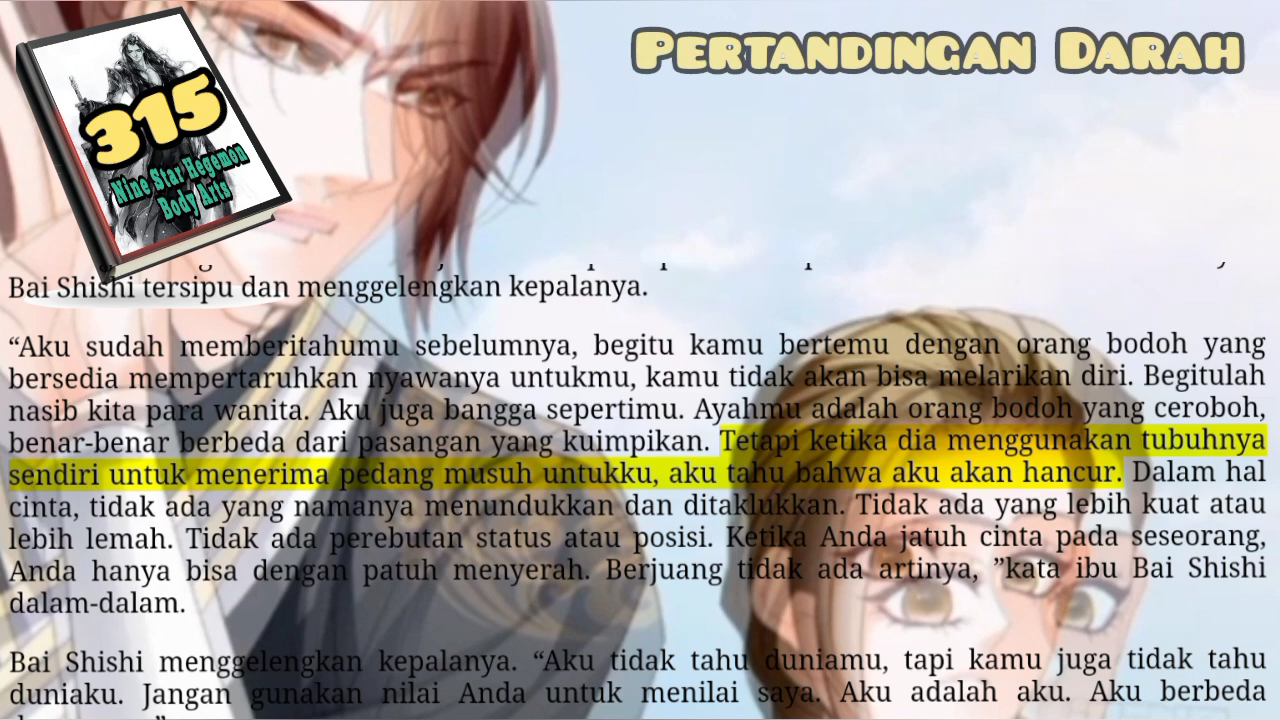 PERTANDINGAN DARAH
315
Nine Star Hegemon
Body Arts
Bai Shishi tersipu dan menggelengkan kepalanya.
“Aku sudah memberitahumu sebelumnya, begitu kamu bertemu dengan orang bodoh yang
bersedia mempertaruhkan nyawanya untukmu, kamu tidak akan bisa melarikan diri. Begitulah
nasib kita para wanita. Aku juga bangga sepertimu. Ayahmu adalah orang bodoh yang ceroboh,
benar-benar berbeda dari pasangan yang kuimpikan. Tetapi ketika dia menggunakan tubuhnya
sendiri untuk menerima pedang musuh untukku, aku tahu bahwa aku akan hancur. Dalam hal
cinta, tidak ada yang namanya menundukkan dan ditaklukkan. Tidak ada yang lebih kuat atau
lebih lemah. Tidak ada perebutan status atau posisi. Ketika Anda jatuh cinta pada seseorang,
Anda hanya bisa dengan patuh menyerah. Berjuang tidak ada artinya, ”kata ibu Bai Shishi
dalam-dalam.
Bai Shishi menggelengkan kepalanya. “Aku tidak tahu duniamu, tapi kamu juga tidak tahu
duniaku. Jangan gunakan nilai Anda untuk menilai saya. Aku adalah aku. Aku berbeda